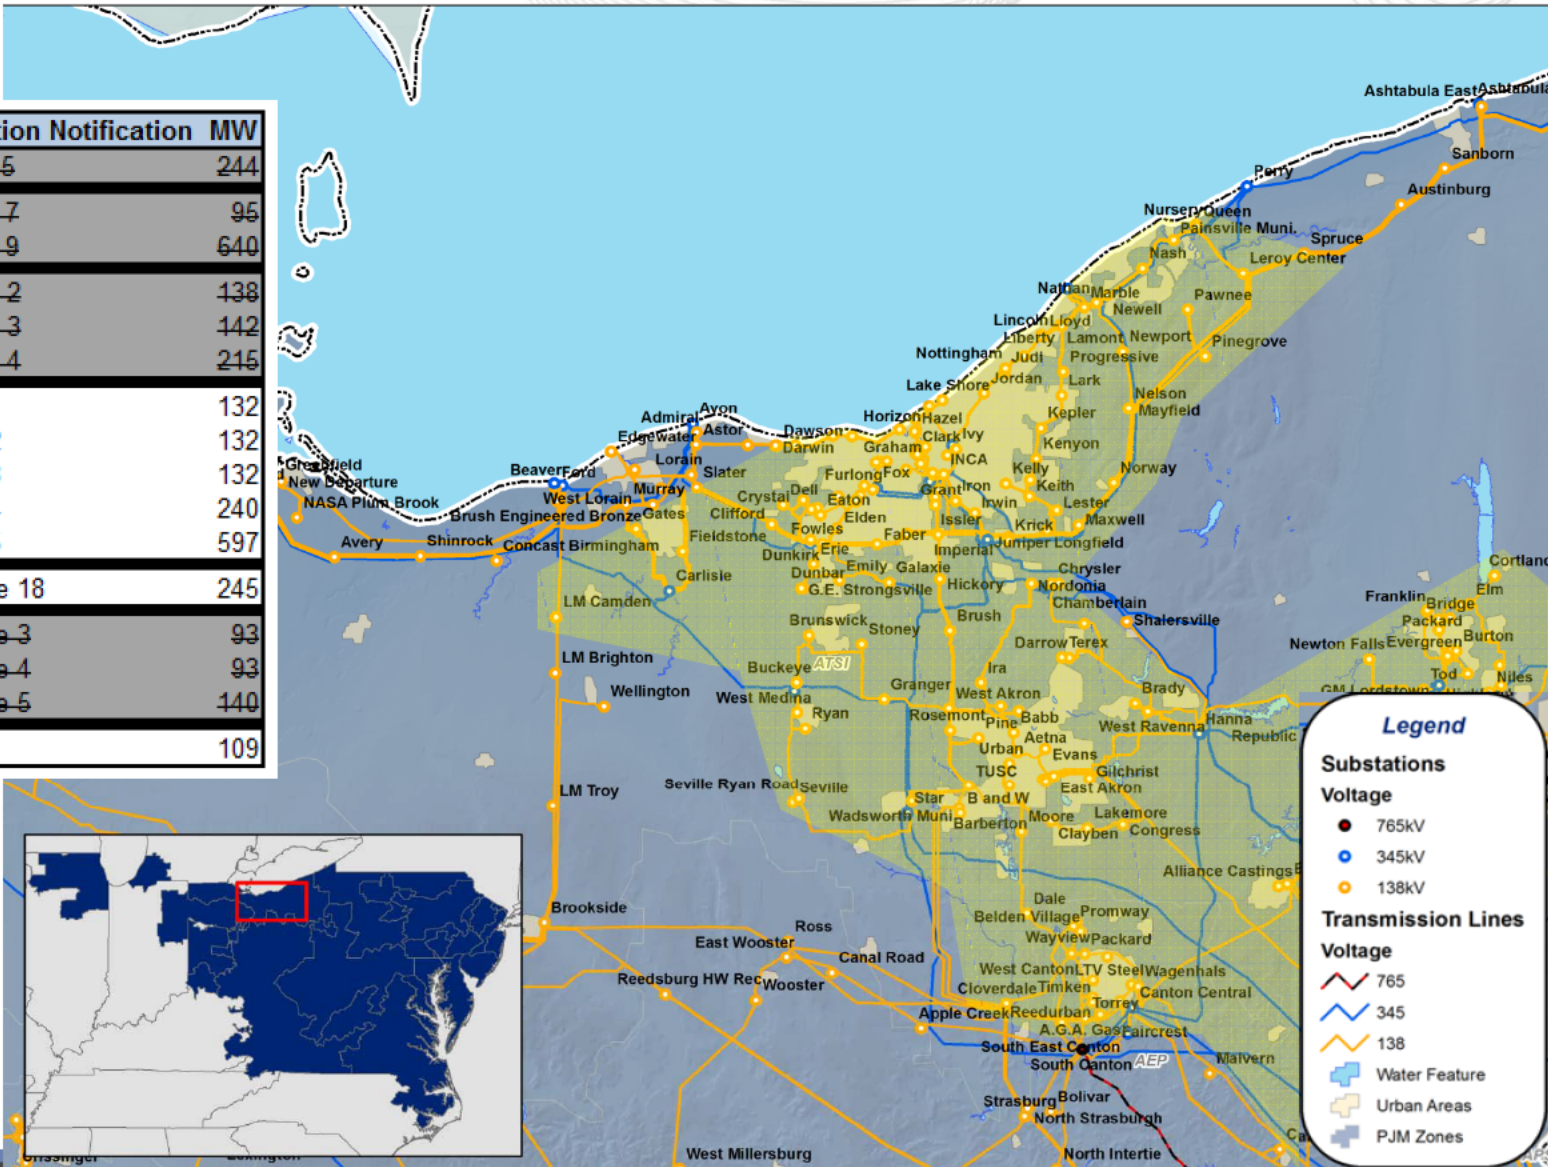 tion Notification MW
5 244
7 95
9 640
2 138
3 142
4 215
132
132
132
240
597
e 18 245
e 3 93
e 4 93
e 5 140
109
Ashtabula East
Ashtabula
Sanborn
Perry
Austinburg
Nursery
Queen
Painsville Muni.
Spruce
Nash
Leroy Center
Nathan
Marble
Pawnee
Newell
Lincoln
Lloyd
Liberty
Lamont
Newport
Pinegrove
Nottingham
Judi
Progressive
Jordan
Lark
Lake Shore
Nelson
Mayfield
Admiral
Avon
Horizon
Hazel
Kepler
Edgewater
Astor
Dawson
Clark
Ivy
Darwin
Graham
Kenyon
Greenfield
New Departure
Beaver
Ford
Lorain
Slater
Furlong
Fox
INCA
Kelly
Norway
NASA Plum Brook
West Lorain
Murray
Crystal
Dell
Eaton
Grant
Iron
Keith
Irwin
Lester
Brush Engineered Bronze
Gates
Clifford
Elden
Issler
Krick
Maxwell
Avery
Shinrock
Fieldstone
Fowles
Faber
Concast Birmingham
Dunkirk
Erie
Imperial
Juniper
Longfield
Carlisle
Dunbar
Emily
Galaxie
Chrysler
LM Camden
G.E. Strongsville
Hickory
Nordonia
Cortland
Chamberlain
Elm
Franklin
Bridge
Brunswick
Stoney
Brush
Shalersville
Packard
ATSI
Darrow
Terex
Newton Falls
Evergreen
Burton
LM Brighton
Buckeye
Ira
Tod
Niles
Wellington
West Medina
Granger
West Akron
Brady
GM Lordstown
Ryan
Rosemont
Pine
Babb
West Ravenna
Hanna
Aetna
Republic
Urban
Evans
TUSC
Gilchrist
LM Troy
Seville Ryan Road
Seville
East Akron
Star
B and W
Wadsworth Muni
Barberton
Moore
Lakemore
Clayben
Congress
Alliance Castings
Dale
Brookside
Belden Village
Promway
Ross
East Wooster
Wayview
Packard
Canal Road
West Canton
LTV Steel
Wagenhals
Reedsburg HW Rec
Wooster
Cloverdale
Timken
Canton Central
Torrey
Apple Creek
Reedurban
A.G.A. Gas
Faircrest
South East Canton
South Canton
AEP
Malvern
Strasburg
Bolivar
North Strasburgh
West Millersburg
North Intertie
Legend
Substations
Voltage
765kV
345kV
138kV
Transmission Lines
Voltage
765
345
138
Water Feature
Urban Areas
PJM Zones